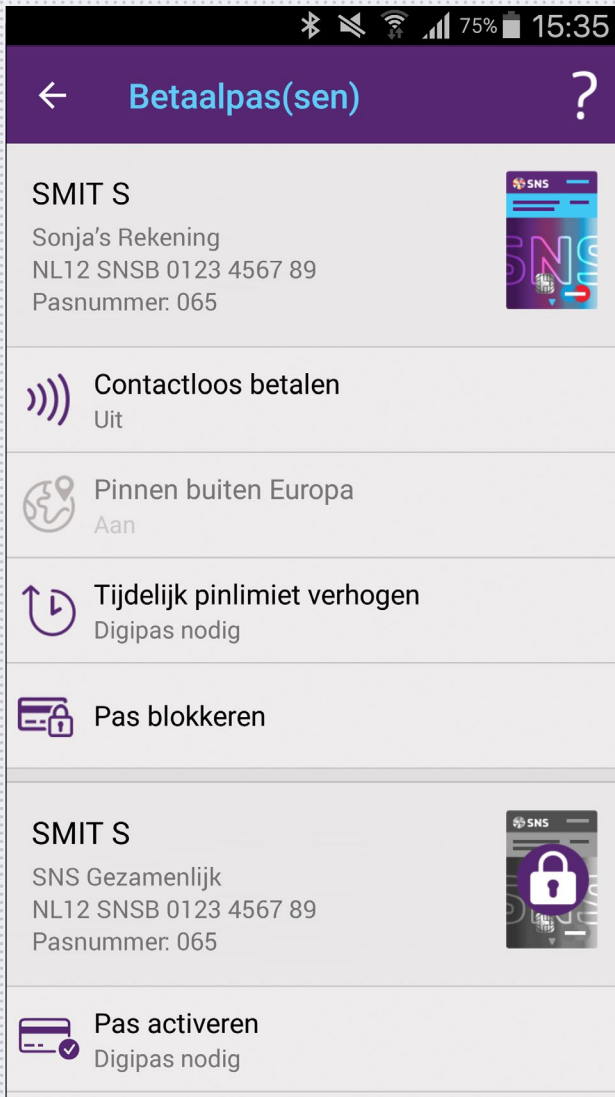 75% 15:35
Betaalpas(sen) ?
SMIT S
SNS
Sonja's Rekening
NL12 SNSB 0123 4567 89
SNS
Pasnummer: 065
Contactloos betalen
Uit
Pinnen buiten Europa
Aan
Tijdelijk pinlimiet verhogen
Digipas nodig
Pas blokkeren
SMIT S
SNS
SNS Gezamenlijk
NL12 SNSB 0123 4567 89
Pasnummer: 065
Pas activeren
Digipas nodig